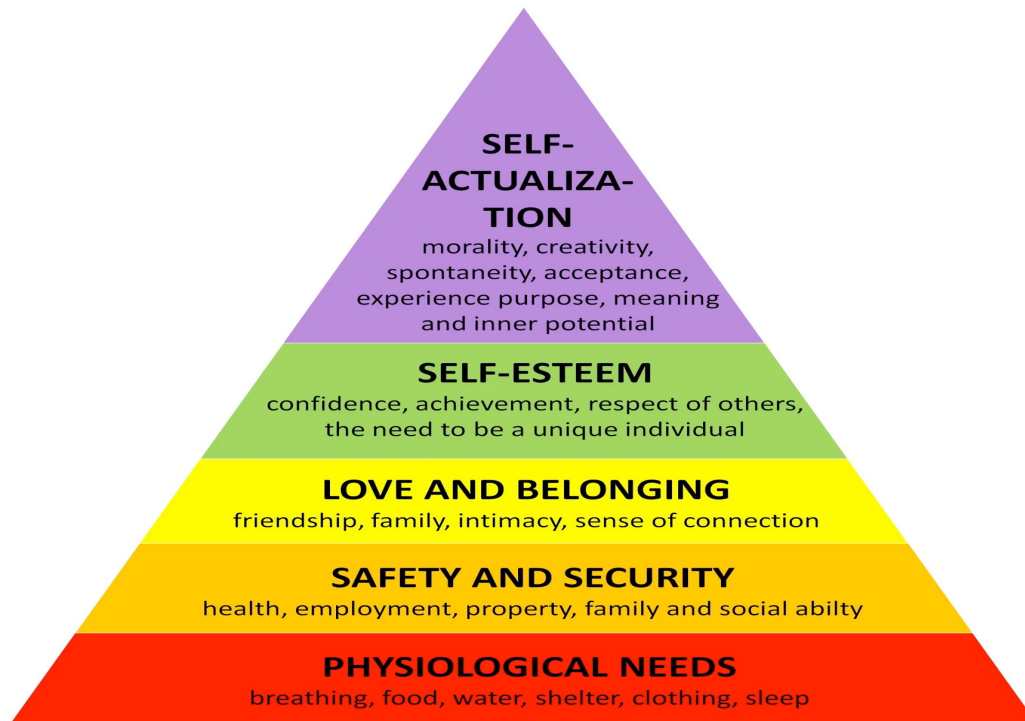 SELF-
ACTUALIZA-
TION
morality, creativity,
spontaneity, acceptance,
experience purpose, meaning
and inner potential
SELF-ESTEEM
confidence, achievement, respect of others,
the need to be a unique individual
LOVE AND BELONGING
friendship, family, intimacy, sense of connection
SAFETY AND SECURITY
health, employment, property, family and social abilty
PHYSIOLOGICAL NEEDS
breathing, food, water, shelter, clothing, sleep